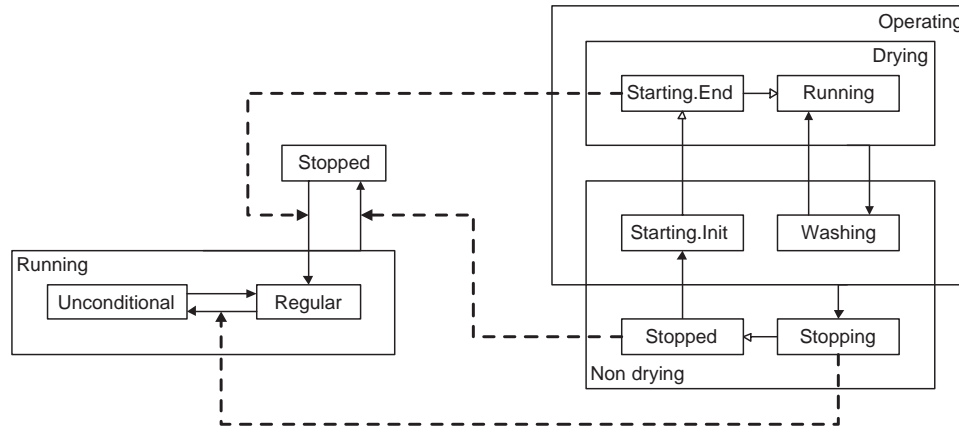 Operating
Drying
Starting.End
Running
Stopped
Starting.Init
Washing
Running
Unconditional
Regular
Stopped
Stopping
Non drying